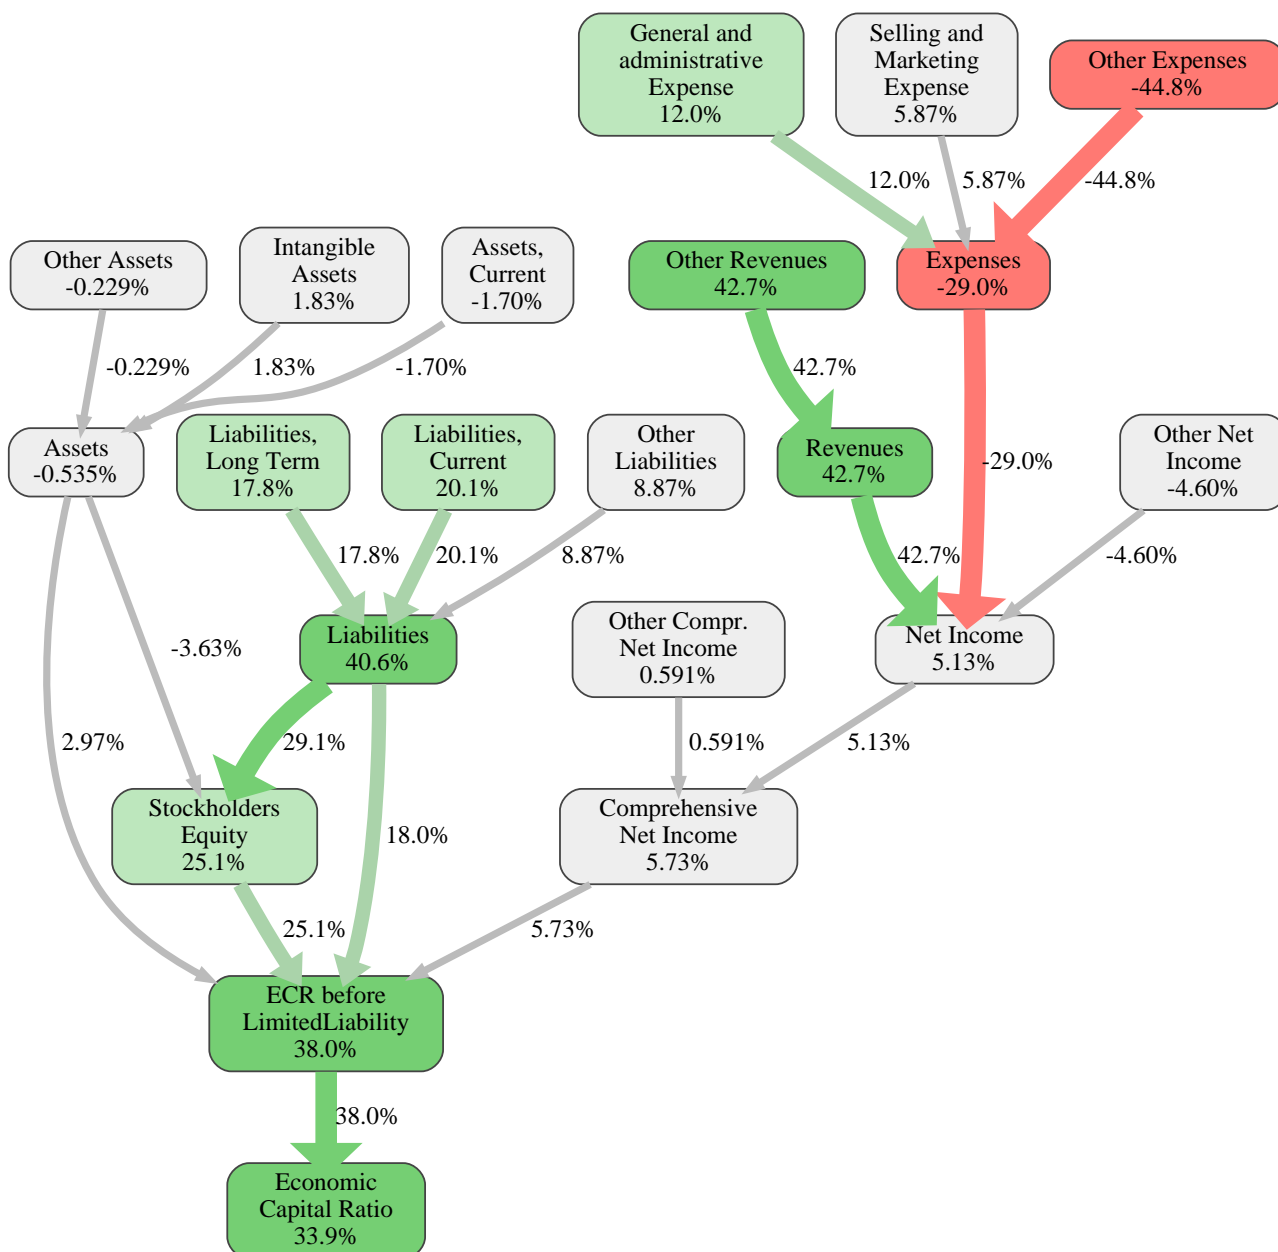 General and
administrative
Expense
12.0%
Selling and
Marketing
Expense
5.87%
Other Expenses
-44.8%
12.0%
5.87%
-44.8%
Other Assets
-0.229%
Intangible
Assets
1.83%
Assets,
Current
-1.70%
Other Revenues
42.7%
Expenses
-29.0%
-0.229%
1.83%
-1.70%
42.7%
Assets
-0.535%
Liabilities,
Long Term
17.8%
Liabilities,
Current
20.1%
Other
Liabilities
8.87%
Revenues
42.7%
-29.0%
Other Net
Income
-4.60%
17.8%
20.1%
8.87%
42.7%
-4.60%
Liabilities
40.6%
Other Compr.
Net Income
0.591%
Net Income
5.13%
-3.63%
2.97%
29.1%
0.591%
5.13%
Stockholders
Equity
25.1%
18.0%
Comprehensive
Net Income
5.73%
25.1%
5.73%
ECR before
LimitedLiability
38.0%
38.0%
Economic
Capital Ratio
33.9%